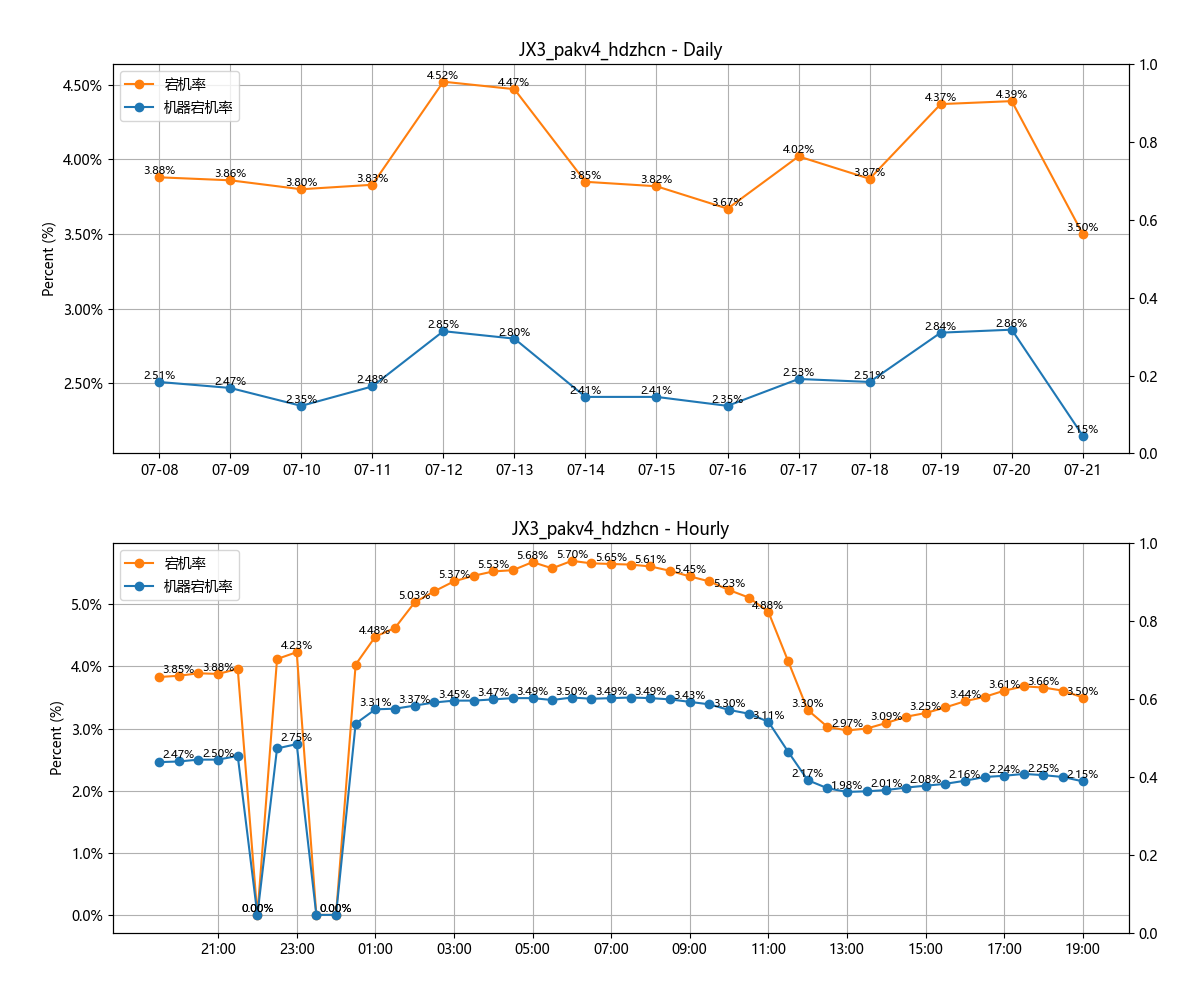 JX3_pakv4_hdzhcn - Daily
宕机率
机器宕机率
Percent (%)
4.50%
4.00%
3.50%
3.00%
2.50%
1.0
0.8
0.6
0.4
0.2
0.0
3.88% 3.86% 3.80% 3.83% 4.52% 4.47% 3.85% 3.82% 3.67% 4.02% 3.87% 4.37% 4.39% 3.50%
2.51% 2.47% 2.35% 2.48% 2.85% 2.80% 2.41% 2.41% 2.35% 2.53% 2.51% 2.84% 2.86% 2.15%
07-08 07-09 07-10 07-11 07-12 07-13 07-14 07-15 07-16 07-17 07-18 07-19 07-20 07-21
JX3_pakv4_hdzhcn - Hourly
宕机率
机器宕机率
Percent (%)
5.0%
4.0%
3.0%
2.0%
1.0%
0.0%
1.0
0.8
0.6
0.4
0.2
0.0
3.85% 3.88% 0.00% 4.23% 0.00% 4.48% 5.03% 5.37% 5.53% 5.68% 5.70% 5.65% 5.61% 5.45% 5.23% 4.88% 3.30% 2.97% 3.09% 3.25% 3.44% 3.61% 3.66% 3.50%
2.47% 2.50% 0.00% 2.75% 0.00% 3.31% 3.37% 3.45% 3.47% 3.49% 3.50% 3.49% 3.49% 3.43% 3.30% 3.11% 2.17% 1.98% 2.01% 2.08% 2.16% 2.24% 2.25% 2.15%
21:00 23:00 01:00 03:00 05:00 07:00 09:00 11:00 13:00 15:00 17:00 19:00